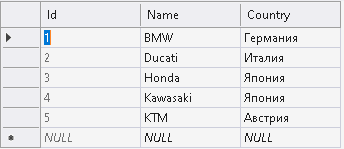 Id Name Country
1 BMW Германия
2 Ducati Италия
3 Honda Япония
4 Kawasaki Япония
5 KTM Австрия
NULL NULL NULL